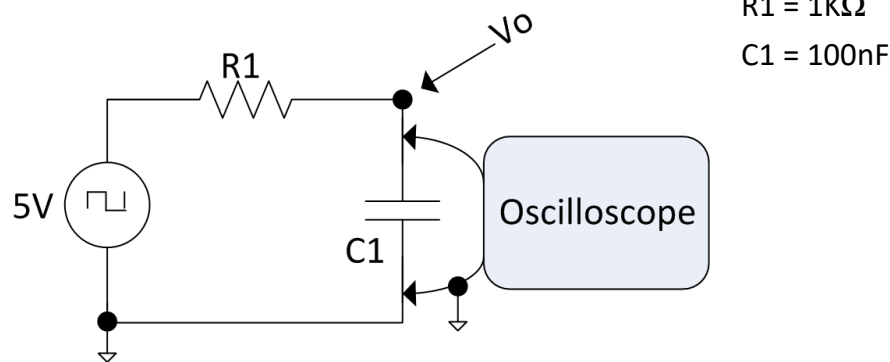 R1 = 1KΩ
C1 = 100nF
Vo
R1
5V
Oscilloscope
C1